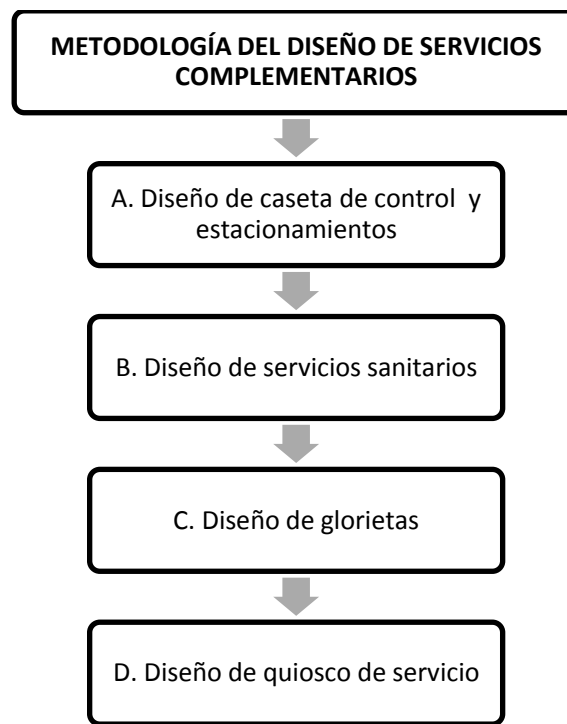 METODOLOGÍA DEL DISEÑO DE SERVICIOS
COMPLEMENTARIOS
A. Diseño de caseta de control y
estacionamientos
B. Diseño de servicios sanitarios
C. Diseño de glorietas
D. Diseño de quiosco de servicio